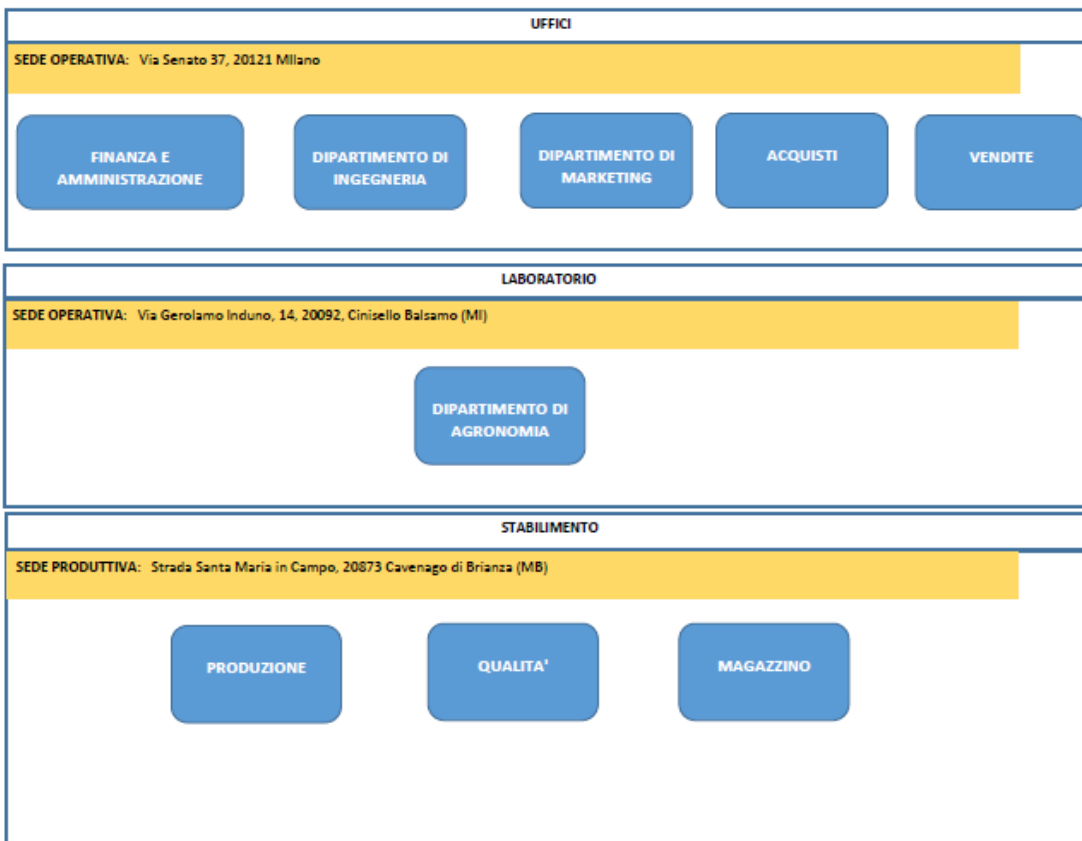 UFFICI
SEDE OPERATIVA: Via Senato 37, 20121 Milano
FINANZA E
AMMINISTRAZIONE
DIPARTIMENTO DI
INGEGNERIA
DIPARTIMENTO DI
MARKETING
ACQUISTI
VENDITE
LABORATORIO
SEDE OPERATIVA: Via Gerolamo Induno, 14, 20092, Cinisello Balsamo (MI)
DIPARTIMENTO DI
AGRONOMIA
STABILIMENTO
SEDE PRODUTTIVA: Strada Santa Maria in Campo, 20873 Cavenago di Brianza (MB)
PRODUZIONE
QUALITA'
MAGAZZINO